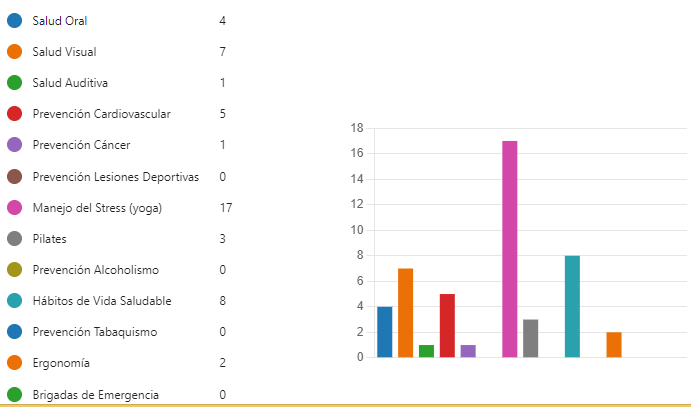 Salud Oral 4
Salud Visual 7
Salud Auditiva 1
Prevención Cardiovascular 5
Prevención Cáncer 1
Prevención Lesiones Deportivas 0
Manejo del Stress (yoga) 17
Pilates 3
Prevención Alcoholismo 0
Hábitos de Vida Saludable 8
Prevención Tabaquismo 0
Ergonomía 2
Brigadas de Emergencia 0
18
16
14
12
10
8
6
4
2
0